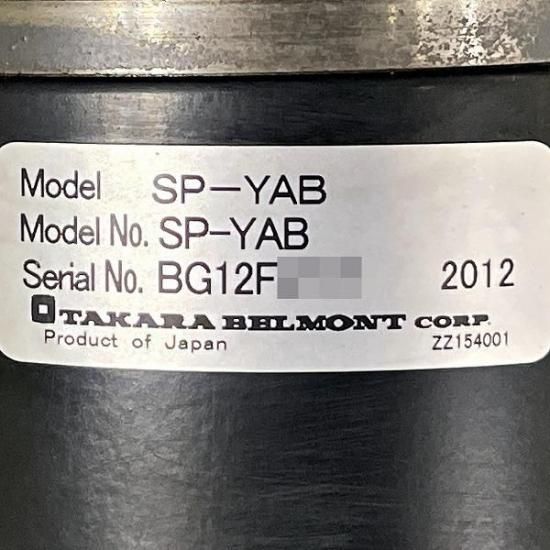 Model SP-YAB
Model No. SP-YAB
Serial No. BG12F 2012
TAKARA BELMONT CORP.
Product of Japan ZZ154001